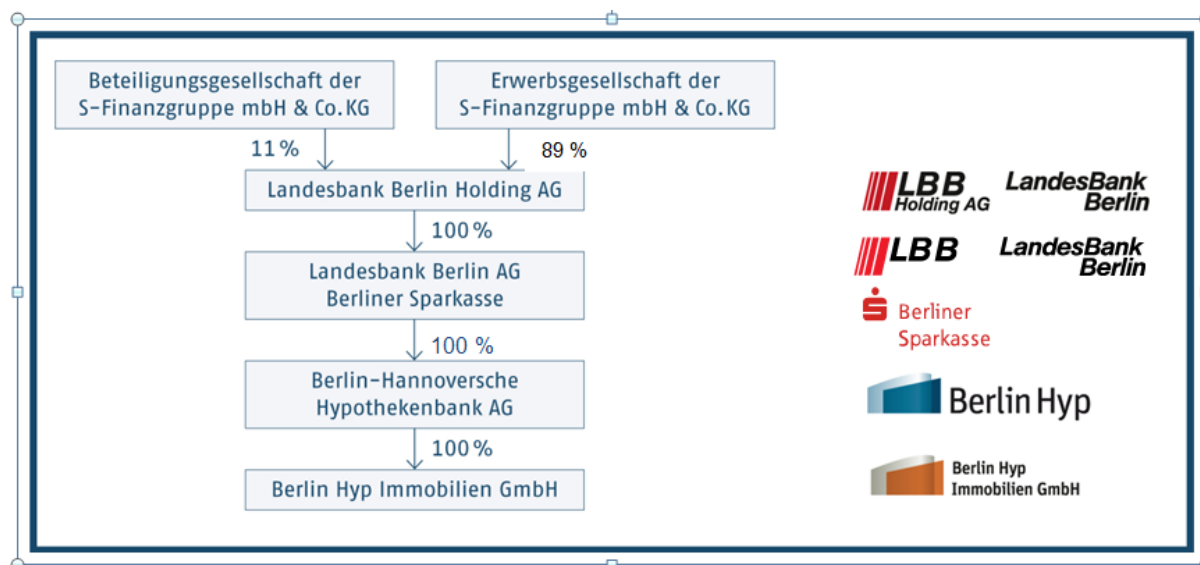 Beteiligungsgesellschaft der
S-Finanzgruppe mbH & Co.KG
Erwerbsgesellschaft der
S-Finanzgruppe mbH & Co.KG
11 %
89 %
Landesbank Berlin Holding AG
100 %
Landesbank Berlin AG
Berliner Sparkasse
100 %
Berlin-Hannoversche
Hypothekenbank AG
100 %
Berlin Hyp Immobilien GmbH
LBB
Holding AG
LandesBank
Berlin
LBB
LandesBank
Berlin
Berliner
Sparkasse
Berlin Hyp
Berlin Hyp
Immobilien GmbH